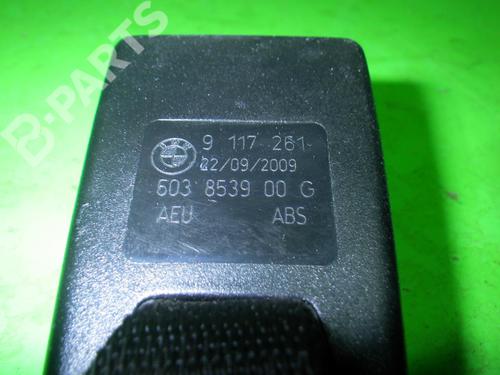 B-PARTS
9 117 261
22/09/2009
603 8539 00 G
AEU ABS